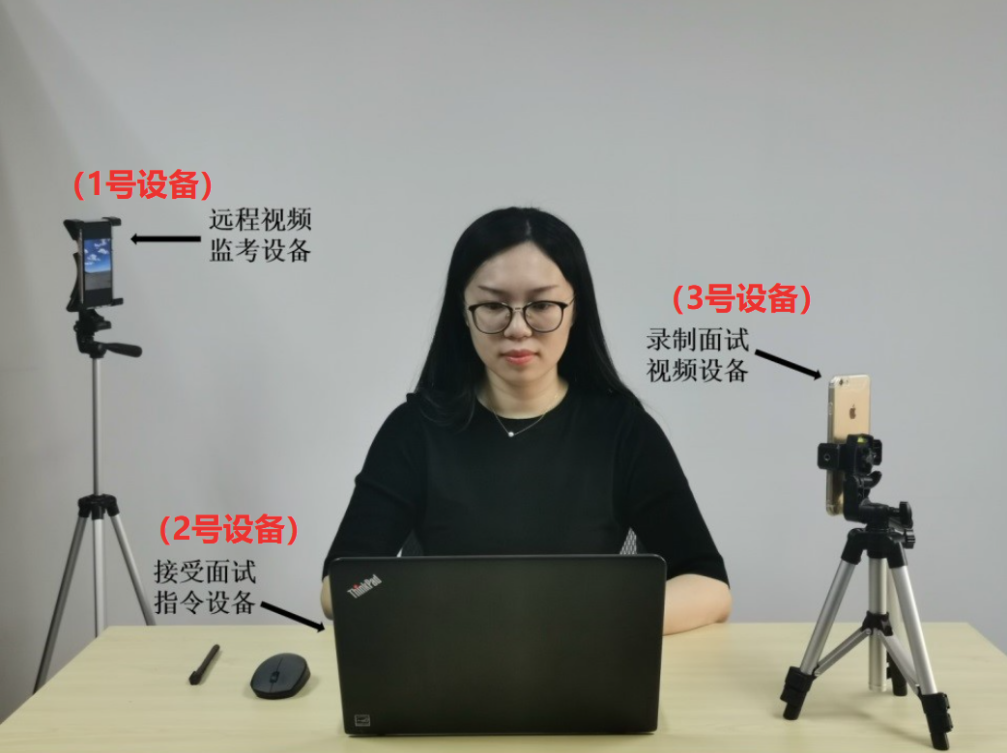 （1号设备）
远程视频
监考设备
（3号设备）
录制面试
视频设备
（2号设备）
接受面试
指令设备
ThinkPad